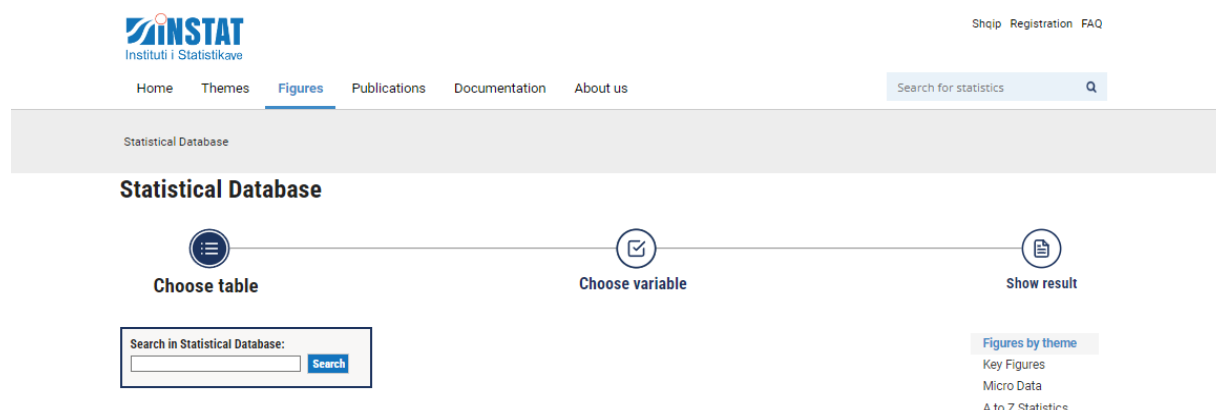 INSTAT
Instituti i Statistikave
Shqip Registration FAQ
Home Themes Figures Publications Documentation About us
Search for statistics
Statistical Database
Statistical Database
Choose table Choose variable Show result
Search in Statistical Database:
Search
Figures by theme
Key Figures
Micro Data
A to Z Statistics